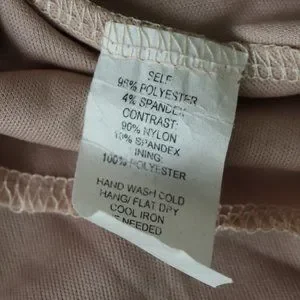 SELF
96% POLYESTER
4% SPANDEX
CONTRAST:
90% NYLON
10% SPANDEX
INING:
100% POLYESTER
HAND WASH COLD
HANG/ FLAT DRY
COOL IRON
S NEEDED